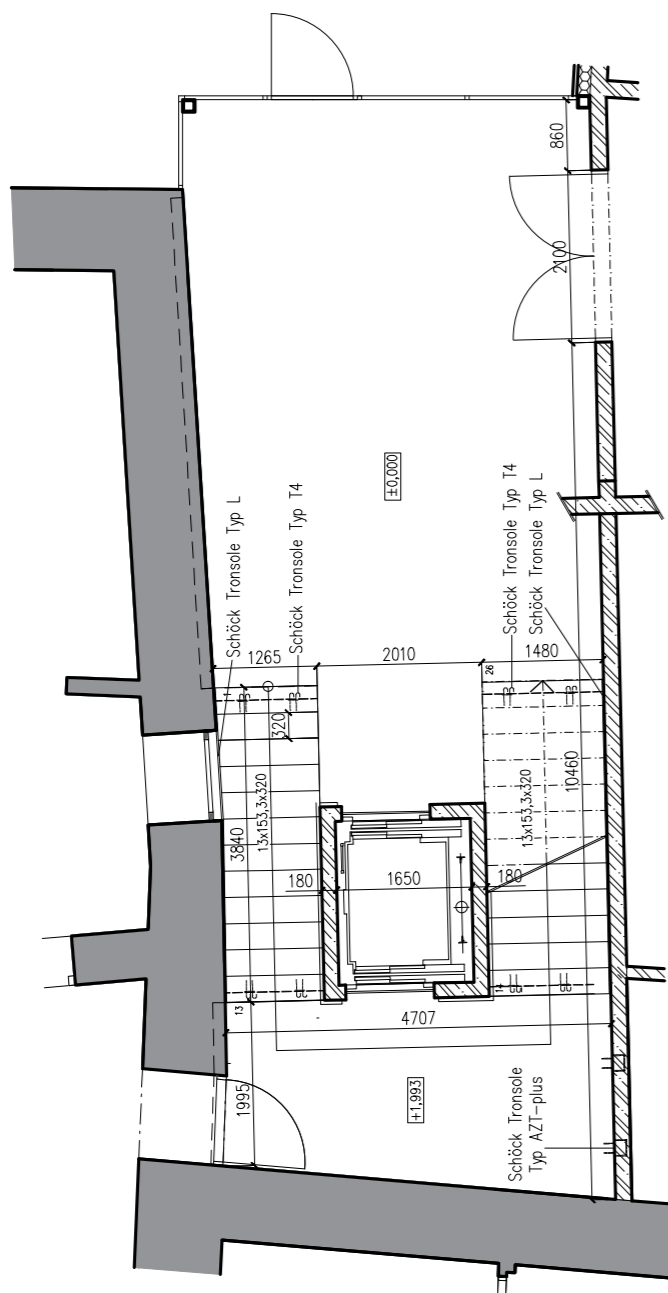 860
2100
±0,000
Schöck Tronsole Typ L
Schöck Tronsole Typ T4
Schöck Tronsole Typ T4
Schöck Tronsole Typ L
1265
2010
1480
1
26
320
3840
13x153,3x320
13x153,3x320
10460
180
1650
180
13
14
4707
1995
+1,993
Schöck Tronsole
Typ AZT-plus